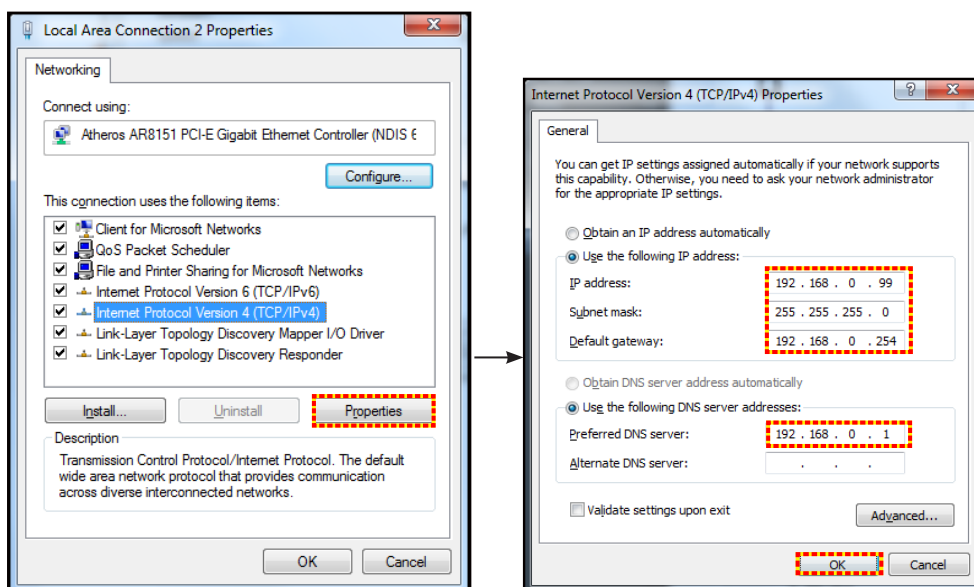 Local Area Connection 2 Properties
Networking
Connect using:
Atheros AR8151 PCI-E Gigabit Ethernet Controller (NDIS 6
Configure...
This connection uses the following items:
Client for Microsoft Networks
QoS Packet Scheduler
File and Printer Sharing for Microsoft Networks
Internet Protocol Version 6 (TCP/IPv6)
Internet Protocol Version 4 (TCP/IPv4)
Link-Layer Topology Discovery Mapper I/O Driver
Link-Layer Topology Discovery Responder
Install...
Uninstall
Properties
Description
Transmission Control Protocol/Internet Protocol. The default
wide area network protocol that provides communication
across diverse interconnected networks.
OK
Cancel
Internet Protocol Version 4 (TCP/IPv4) Properties
General
You can get IP settings assigned automatically if your network supports
this capability. Otherwise, you need to ask your network administrator
for the appropriate IP settings.
Obtain an IP address automatically
Use the following IP address:
IP address: 192 . 168 . 0 . 99
Subnet mask: 255 . 255 . 255 . 0
Default gateway: 192 . 168 . 0 . 254
Obtain DNS server address automatically
Use the following DNS server addresses:
Preferred DNS server: 192 . 168 . 0 . 1
Alternate DNS server: . . .
Validate settings upon exit
Advanced...
OK
Cancel